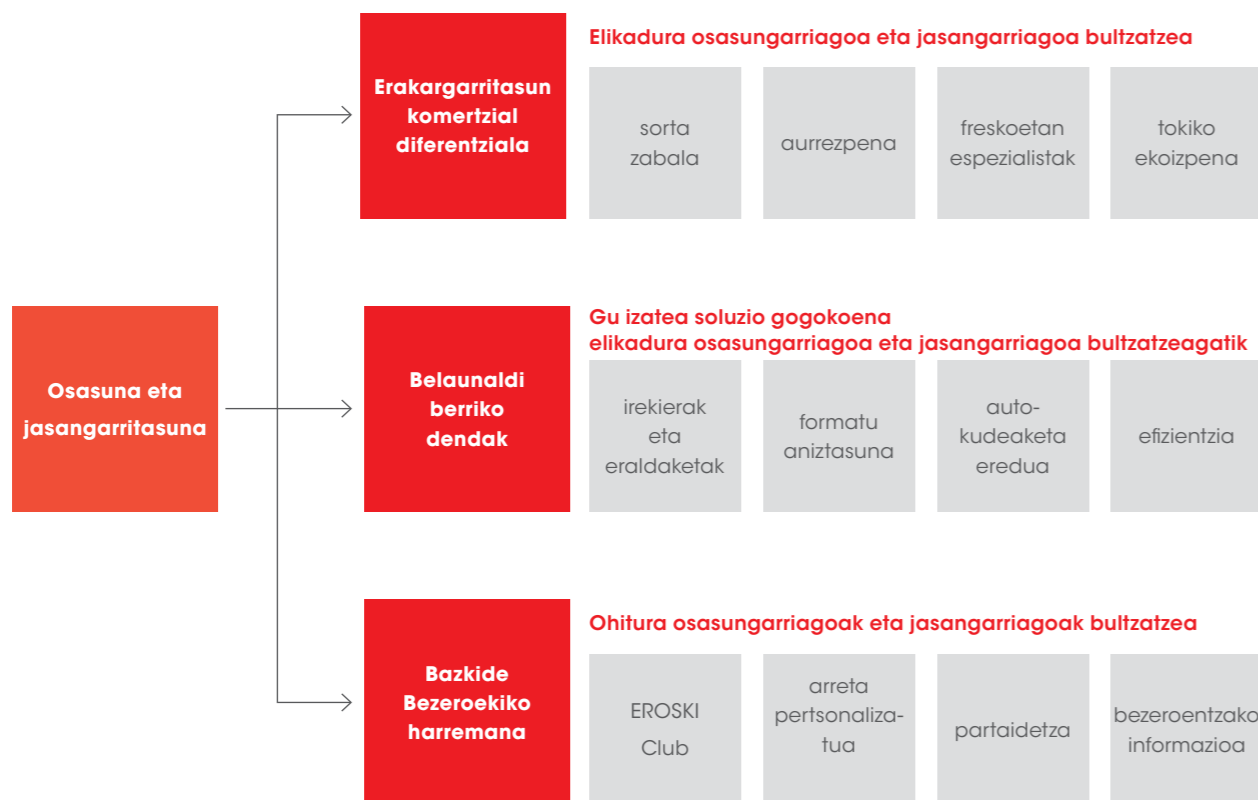 Osasuna eta
jasangarritasuna
Erakargarritasun
komertzial
diferentziala
Elikadura osasungarriagoa eta jasangarriagoa bultzatzea
sorta
zabala
aurrezpena
freskoetan
espezialistak
tokiko
ekoizpena
Belaunaldi
berriko
dendak
Gu izatea soluzio gogokoena
elikadura osasungarriagoa eta jasangarriagoa bultzatzeagatik
irekierak
eta
eraldaketak
formatu
aniztasuna
auto-
kudeaketa
eredua
efizientzia
Bazkide
Bezeroekiko
harremana
Ohitura osasungarriagoak eta jasangarriagoak bultzatzea
EROSKI
Club
arreta
pertsonaliza-
tua
partaidetza
bezeroentzako
informazioa